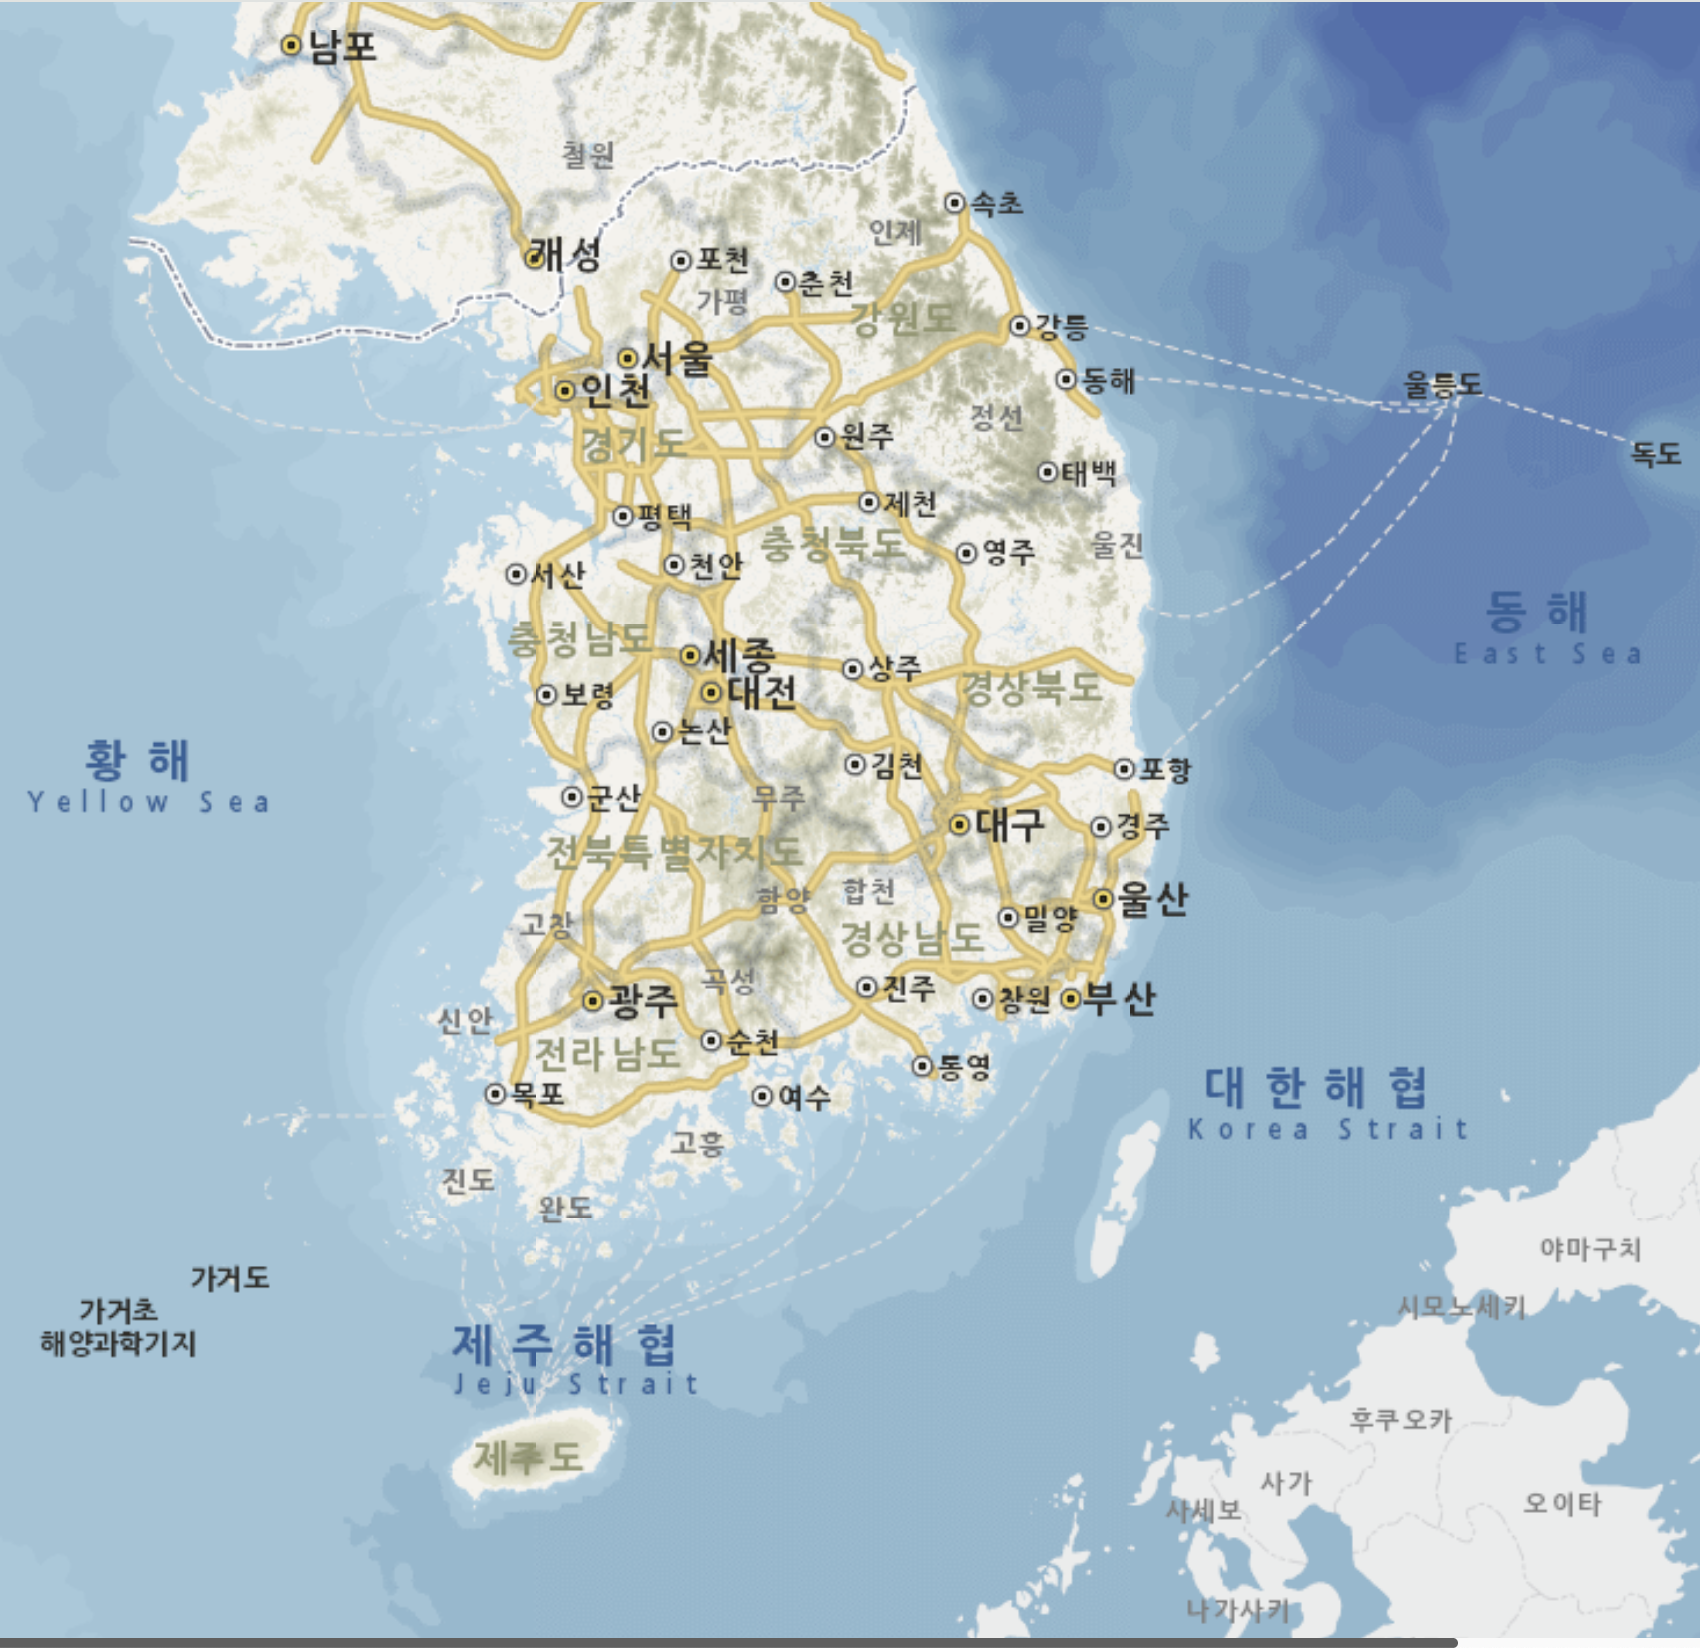 남포
철원
속초
인제
개성
포천
춘천
가평
강원도
강릉
서울
동해
울릉도
인천
정선
경기도
원주
독도
태백
제천
평택
충청북도
울진
영주
천안
서산
동해
East Sea
충청남도
세종
상주
경상북도
보령
대전
논산
황해
Yellow Sea
김천
포항
군산
무주
대구
경주
전북특별자치도
함양
합천
울산
고창
밀양
경상남도
곡성
진주
창원
부산
광주
신안
순천
전라남도
통영
목포
여수
대한해협
Korea Strait
고흥
진도
완도
야마구치
가거도
가거초
해양과학기지
시모노세키
제주해협
Jeju Strait
후쿠오카
제주도
사가
사세보
오이타
나가사키